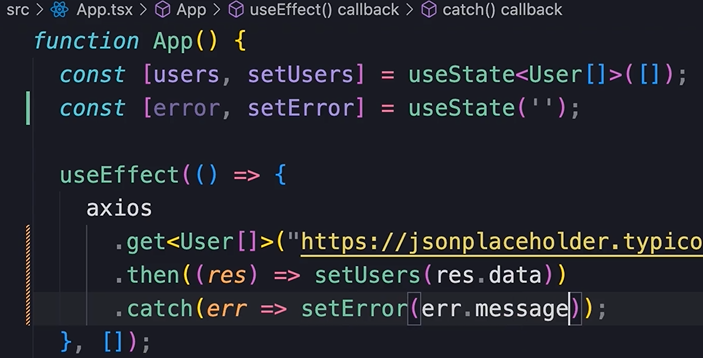 src > App.tsx > App > useEffect() callback > catch() callback
function App() {
const [users, setUsers] = useState<User[]>([]);
const [error, setError] = useState('');
useEffect(() => {
axios
.get<User[]>("https://jsonplaceholder.typico
.then((res) => setUsers(res.data))
.catch(err => setError(err.message));
}, []);